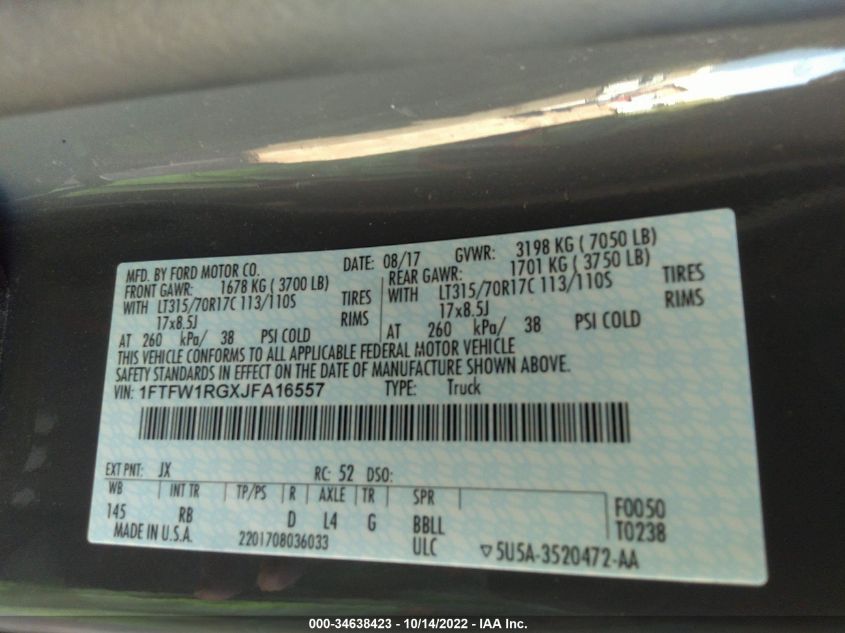 MFD. BY FORD MOTOR CO. DATE: 08/17 GVWR: 3198 KG ( 7050 LB)
FRONT GAWR: 1678 KG ( 3700 LB) REAR GAWR: 1701 KG ( 3750 LB)
WITH LT315/70R17C 113/110S TIRES WITH LT315/70R17C 113/110S TIRES
17x8.5J RIMS 17x8.5J RIMS
AT 260 kPa/ 38 PSI COLD AT 260 kPa/ 38 PSI COLD
THIS VEHICLE CONFORMS TO ALL APPLICABLE FEDERAL MOTOR VEHICLE
SAFETY STANDARDS IN EFFECT ON THE DATE OF MANUFACTURE SHOWN ABOVE.
VIN: 1FTFW1RGXJFA16557 TYPE: Truck
EXT PNT: JX RC: 52 DSO:
WB INT TR TP/PS R AXLE TR SPR F0050
145 RB D L4 G BBLL T0238
MADE IN U.S.A. 2201708036033 ULC ▽5U5A-3520472-AA
000-34638423 - 10/14/2022 - IAA Inc.